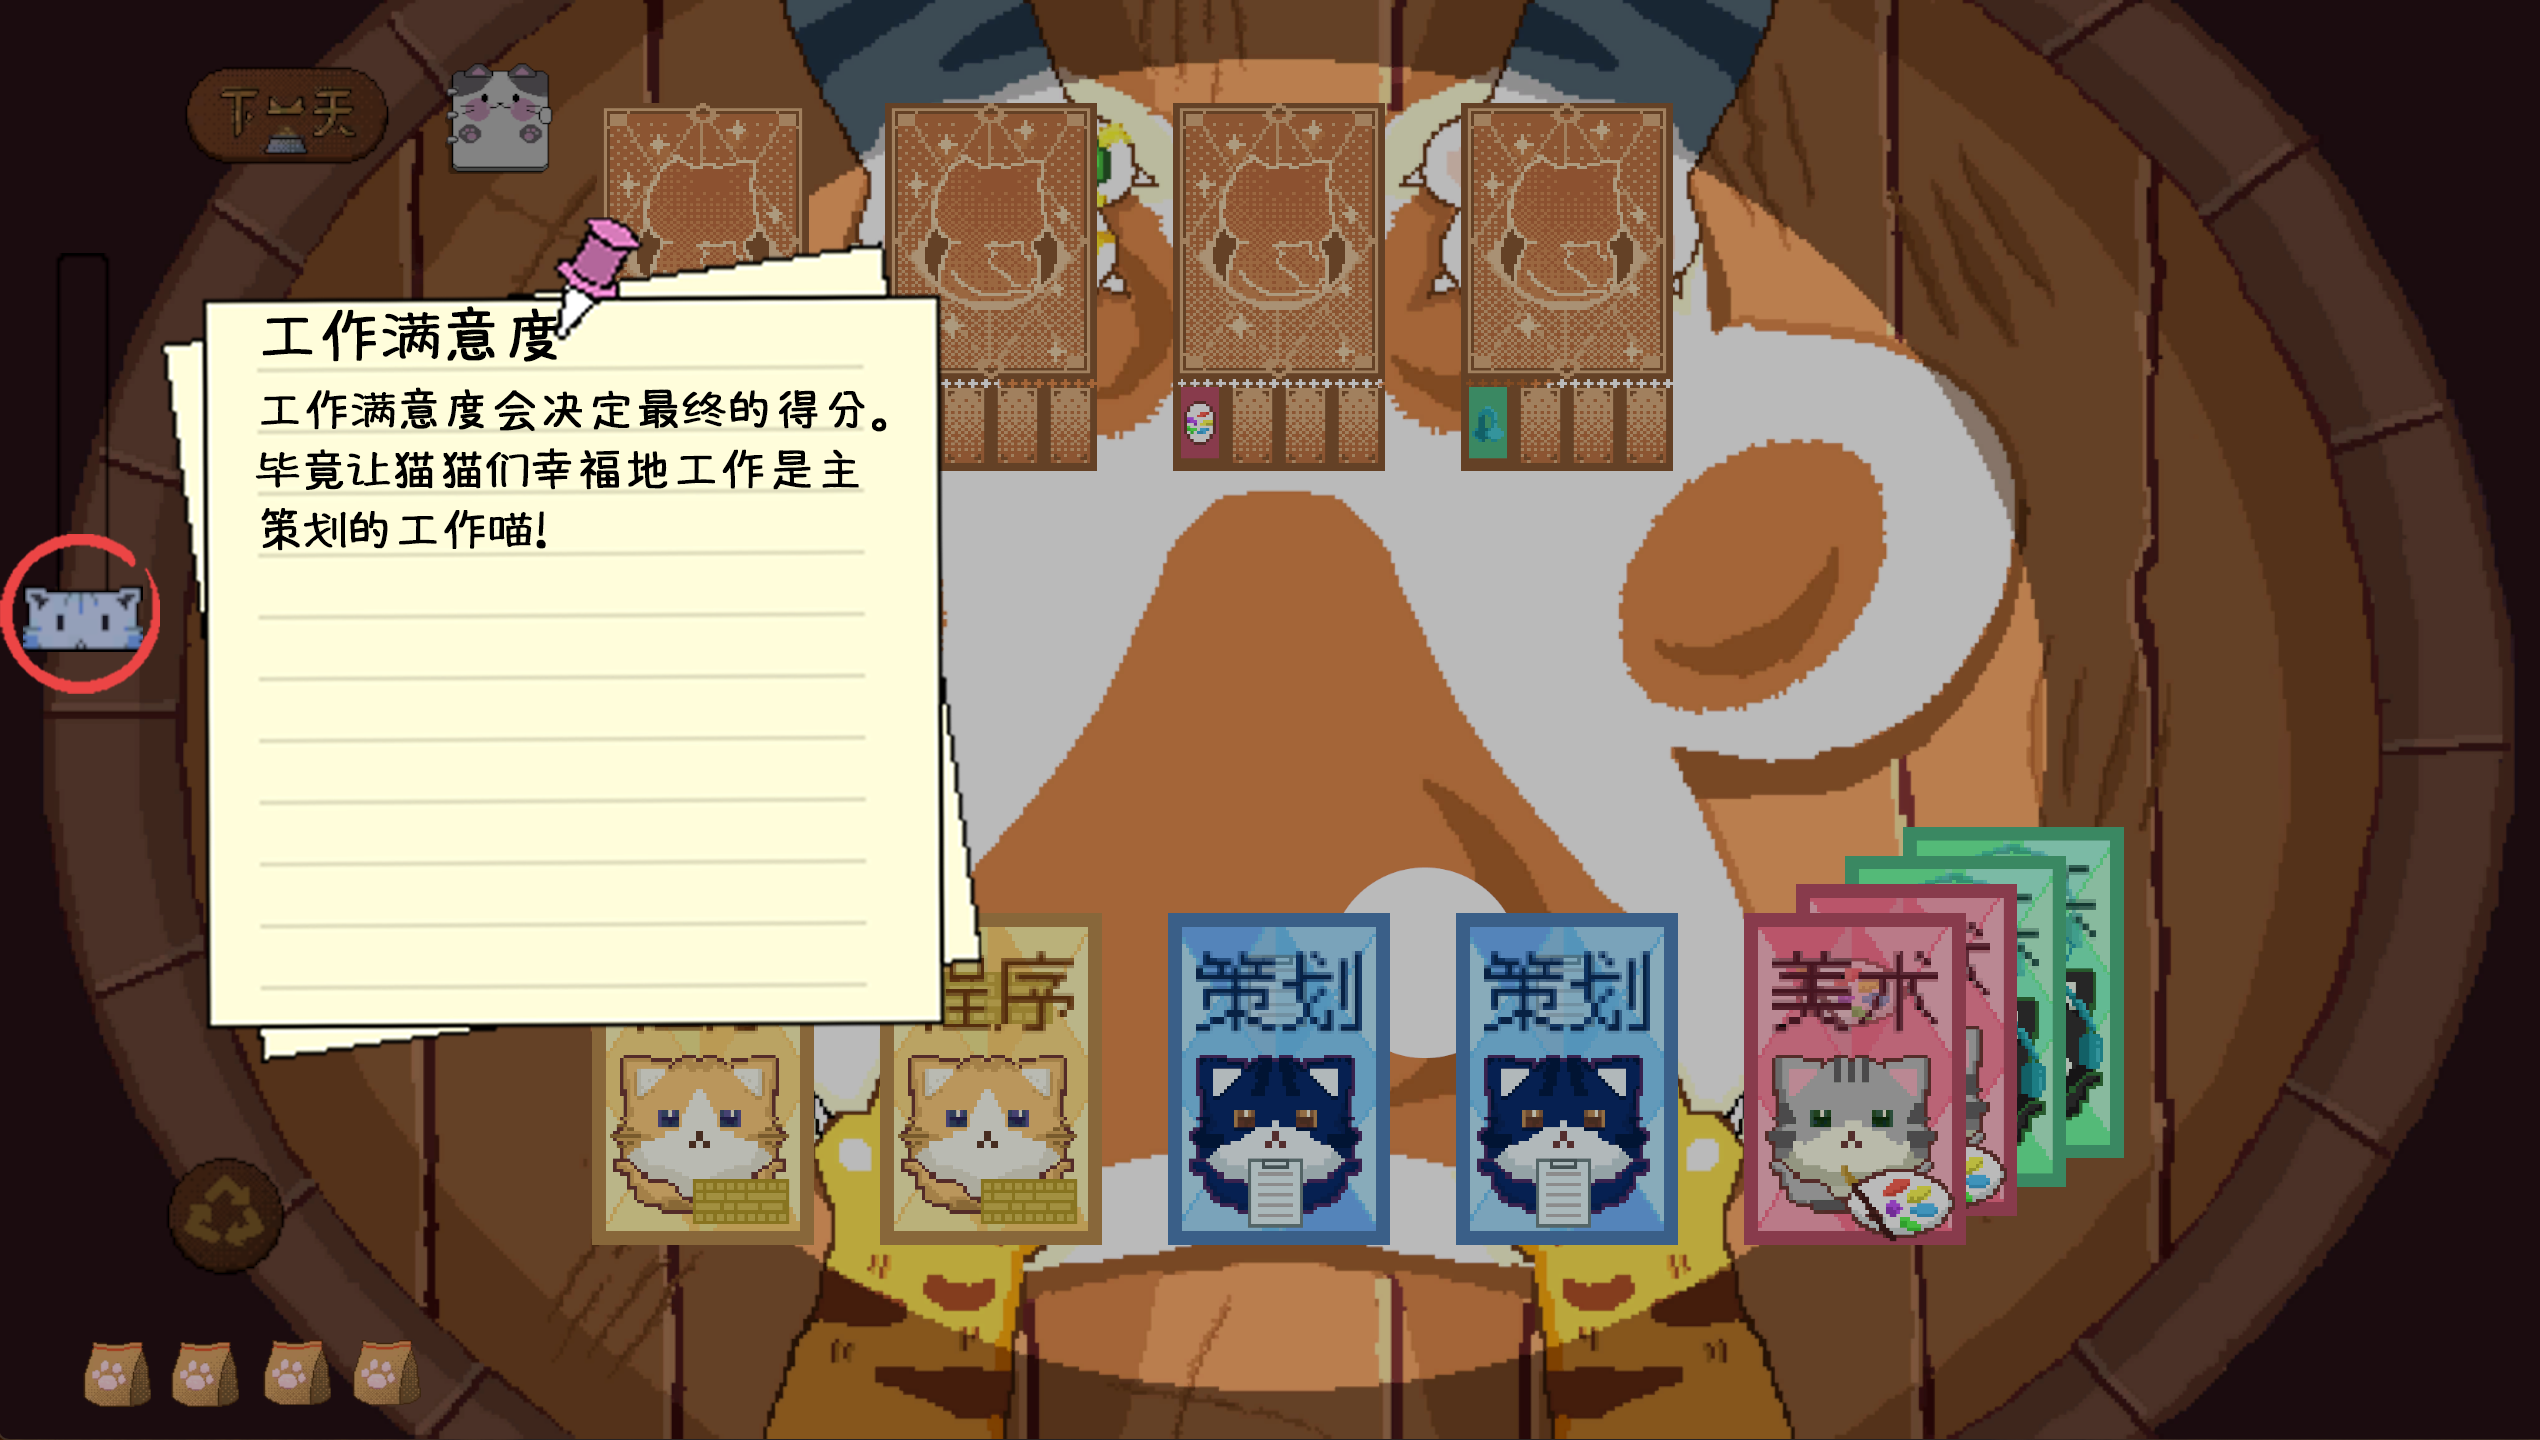 下一天
工作满意度
工作满意度会决定最终的得分。
毕竟让猫猫们幸福地工作是主
策划的工作喵!
程序
策划
策划
美术